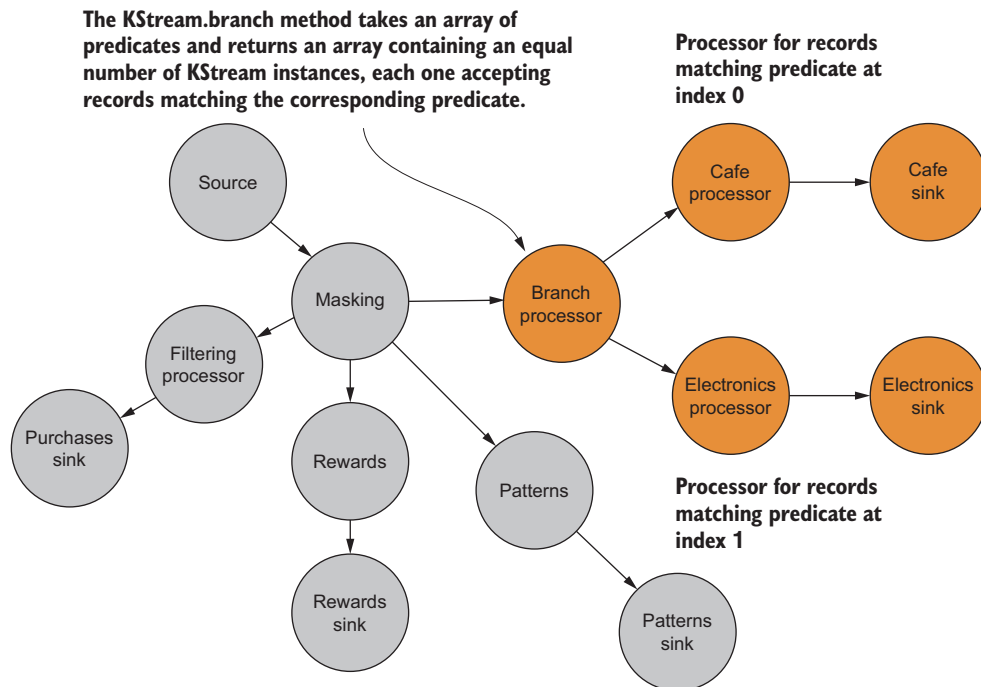 The KStream.branch method takes an array of
predicates and returns an array containing an equal
number of KStream instances, each one accepting
records matching the corresponding predicate.
Processor for records
matching predicate at
index 0
Source
Cafe
processor
Cafe
sink
Masking
Branch
processor
Filtering
processor
Electronics
processor
Electronics
sink
Purchases
sink
Rewards
Patterns
Processor for records
matching predicate at
index 1
Rewards
sink
Patterns
sink